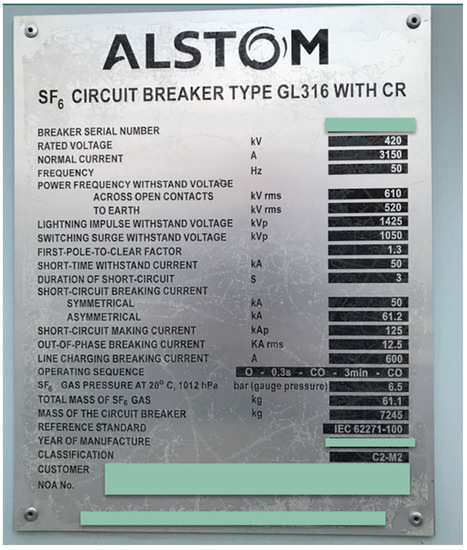 ALSTOM
SF₆ CIRCUIT BREAKER TYPE GL316 WITH CR
BREAKER SERIAL NUMBER
RATED VOLTAGE kV 420
NORMAL CURRENT A 3150
FREQUENCY Hz 50
POWER FREQUENCY WITHSTAND VOLTAGE
ACROSS OPEN CONTACTS kV rms 610
TO EARTH kV rms 520
LIGHTNING IMPULSE WITHSTAND VOLTAGE kVp 1425
SWITCHING SURGE WITHSTAND VOLTAGE kVp 1050
FIRST-POLE-TO-CLEAR FACTOR 1.3
SHORT-TIME WITHSTAND CURRENT kA 50
DURATION OF SHORT-CIRCUIT S 3
SHORT-CIRCUIT BREAKING CURRENT
SYMMETRICAL kA 50
ASYMMETRICAL kA 61.2
SHORT-CIRCUIT MAKING CURRENT kAp 125
OUT-OF-PHASE BREAKING CURRENT KA rms 12.5
LINE CHARGING BREAKING CURRENT A 600
OPERATING SEQUENCE O - 0.3s - CO - 3min - CO
SF₆ GAS PRESSURE AT 20°C, 1012 hPa bar (gauge pressure) 6.5
TOTAL MASS OF SF₆ GAS kg 61.1
MASS OF THE CIRCUIT BREAKER kg 7245
REFERENCE STANDARD IEC 62271-100
YEAR OF MANUFACTURE
CLASSIFICATION C2-M2
CUSTOMER
NOA No.